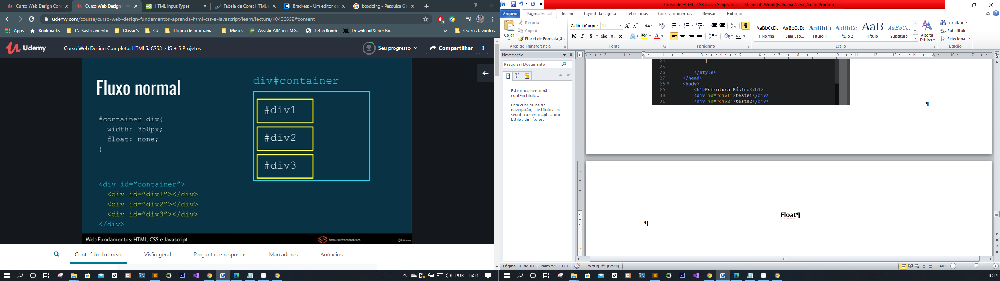 Curso Web Design Com
Curso Web Design
HTML Input Types
Tabela de Cores HTML (
Brackets - Um editor de
boxsizing - Pesquisa Go
udemy.com/course/curso-web-design-fundamentos-aprenda-html-css-e-javascript/learn/lecture/10406652#content
Apps
Bookmarks
JN-Rastreamento
Classic's
C#
Lógica de program...
Musics
Assistir Atlético-MG...
LetterBomb
Download Super Bo...
Outros favoritos
Udemy
Curso Web Design Completo: HTML5, CSS3 e JS + 5 Projetos
Seu progresso
Compartilhar
Fluxo normal
#container div{
width: 350px;
float: none;
}
<div id=”container”>
<div id=”div1”></div>
<div id=”div2”></div>
<div id=”div3”></div>
</div>
div#container
#div1
#div2
#div3
Web Fundamentos: HTML, CSS e Javascript
http://serfrontend.com
Udemy
Conteúdo do curso
Visão geral
Perguntas e respostas
Marcadores
Anúncios
POR
16:14
Curso de HTML, CSS e Java Script.docx - Microsoft Word (Falha na Ativação do Produto)
Arquivo
Página Inicial
Inserir
Layout da Página
Referências
Correspondências
Revisão
Exibição
Colar
Recortar
Copiar
Pincel de Formatação
Área de Transferência
Calibri (Corpo
11
N I S abc x₂ x²
Fonte
Parágrafo
AaBbCcDc
¶ Normal
AaBbCcDc
¶ Sem Esp...
AaBbC
Título 1
AaBbCc
Título 2
AaB
Título
AaBbCc.
Subtítulo
Alterar
Estilos
Estilo
Localizar
Substituir
Selecionar
Edição
Navegação
Pesquisar Documento
Este documento não
contém títulos.
Para criar guias de
navegação, crie títulos em
seu documento aplicando
Estilos de Títulos.
24 }
25
26 </style>
27 </head>
28 <body>
29 <h1>Estrutura Básica</h1>
30 <div id="div1">teste1</div>
31 <div id="div2">teste2</div>
¶
Float¶
¶
Página: 10 de 10
Palavras: 1.170
Português (Brasil)
140%
16:14